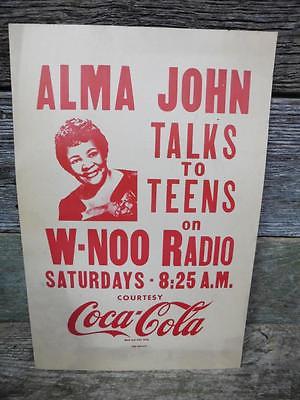 ALMA JOHN
TALKS
TO
TEENS
on
W-NOO RADIO
SATURDAYS · 8:25 A.M.
COURTESY
Coca-Cola